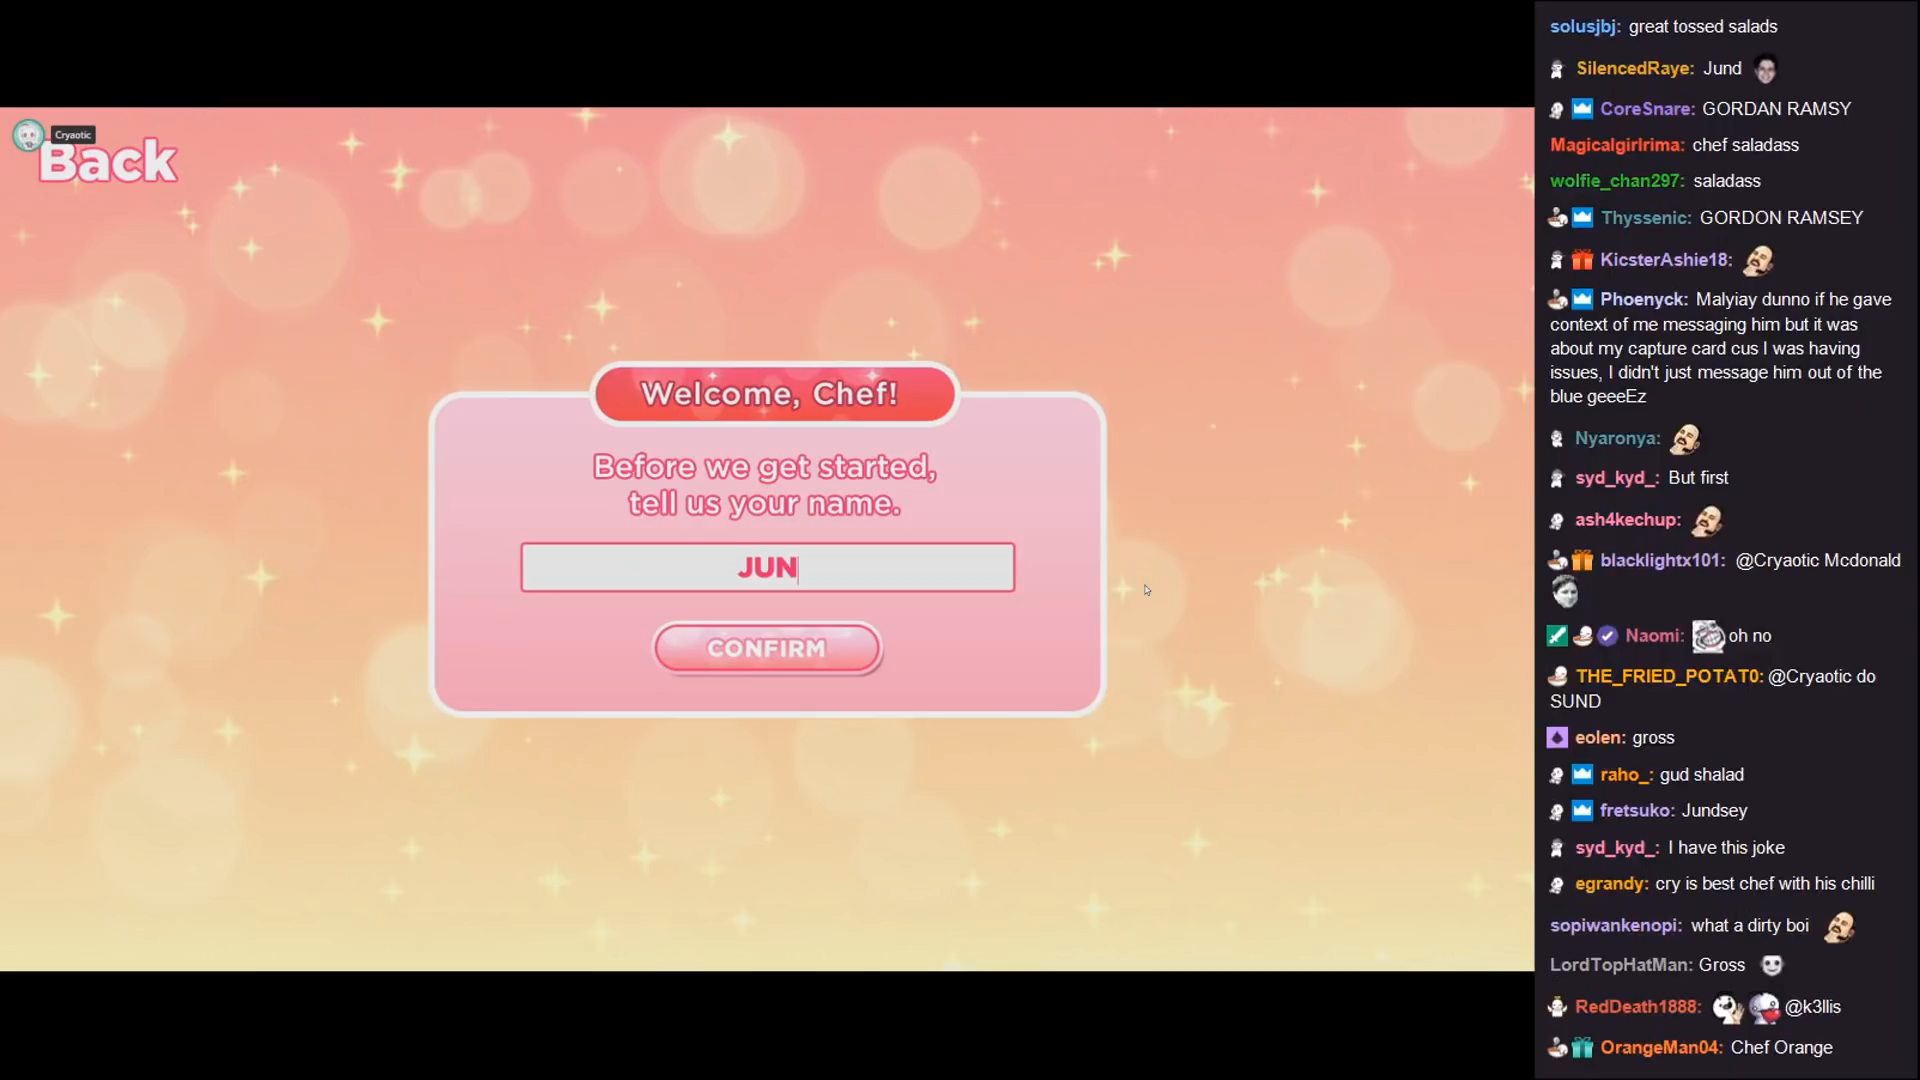 Cryaotic
Back
Welcome, Chef!
Before we get started,
tell us your name.
JUN
CONFIRM
solusjbj: great tossed salads
SilencedRaye: Jund
CoreSnare: GORDAN RAMSY
Magicalgirlrima: chef saladass
wolfie_chan297: saladass
Thyssenic: GORDON RAMSEY
KicsterAshie18:
Phoenyck: Malyiay dunno if he gave
context of me messaging him but it was
about my capture card cus I was having
issues, I didn't just message him out of the
blue geeeEz
Nyaronya:
syd_kyd_: But first
ash4kechup:
blacklightx101: @Cryaotic Mcdonald
Naomi: oh no
THE_FRIED_POTAT0: @Cryaotic do
SUND
eolen: gross
raho_: gud shalad
fretsuko: Jundsey
syd_kyd_: I have this joke
egrandy: cry is best chef with his chilli
sopiwankenopi: what a dirty boi
LordTopHatMan: Gross
RedDeath1888: @k3llis
OrangeMan04: Chef Orange